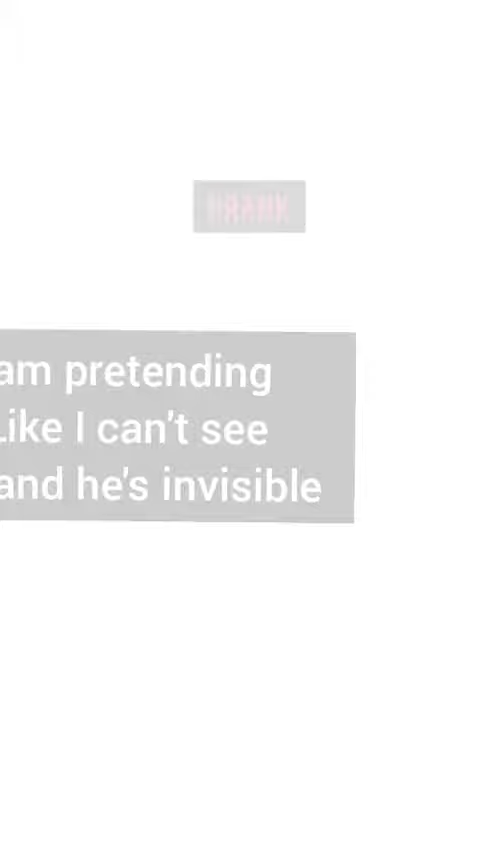 PRANK
am pretending
Like I can't see
and he's invisible